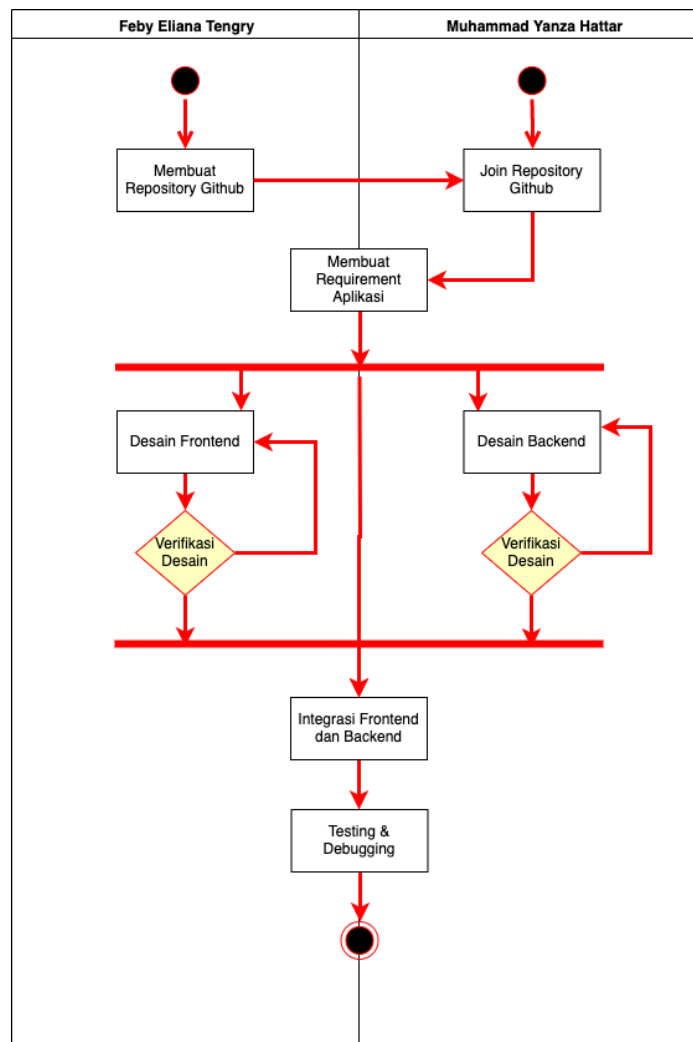 Feby Eliana Tengry
Muhammad Yanza Hattar
Membuat
Repository Github
Join Repository
Github
Membuat
Requirement
Aplikasi
Desain Frontend
Desain Backend
Verifikasi
Desain
Verifikasi
Desain
Integrasi Frontend
dan Backend
Testing &
Debugging